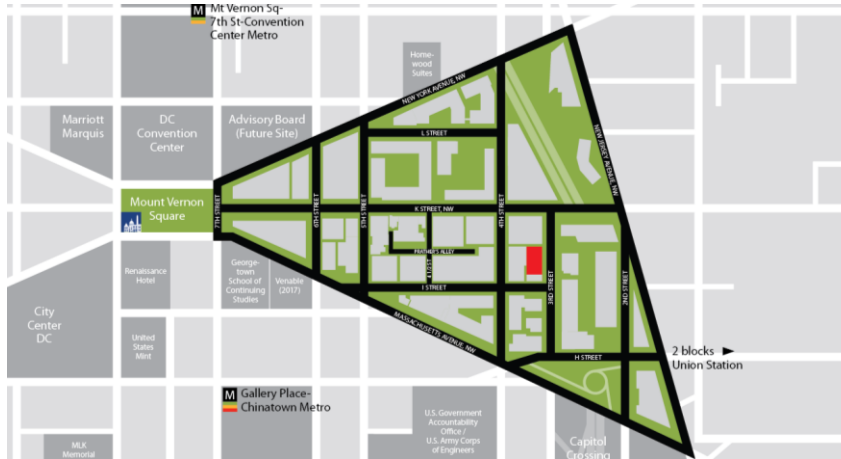 M Mt Vernon Sq-
7th St-Convention
Center Metro
Home-
wood
Suites
NEW YORK AVENUE, NW
Marriott
Marquis
DC
Convention
Center
Advisory Board
(Future Site)
L STREET
NEW JERSEY AVENUE, NW
Mount Vernon
Square
7TH STREET
6TH STREET
5TH STREET
K STREET, NW
4TH STREET
PRATHER'S ALLEY
4 1/2 ST.
I STREET
3RD STREET
2ND STREET
Renaissance
Hotel
George-
town
School of
Continuing
Studies
Venable
(2017)
City
Center
DC
United
States
Mint
MASSACHUSETTS AVENUE, NW
H STREET
2 blocks
Union Station
M Gallery Place-
Chinatown Metro
U.S. Government
Accountability
Office /
U.S. Army Corps
of Engineers
Capitol
Crossing
MLK
Memorial